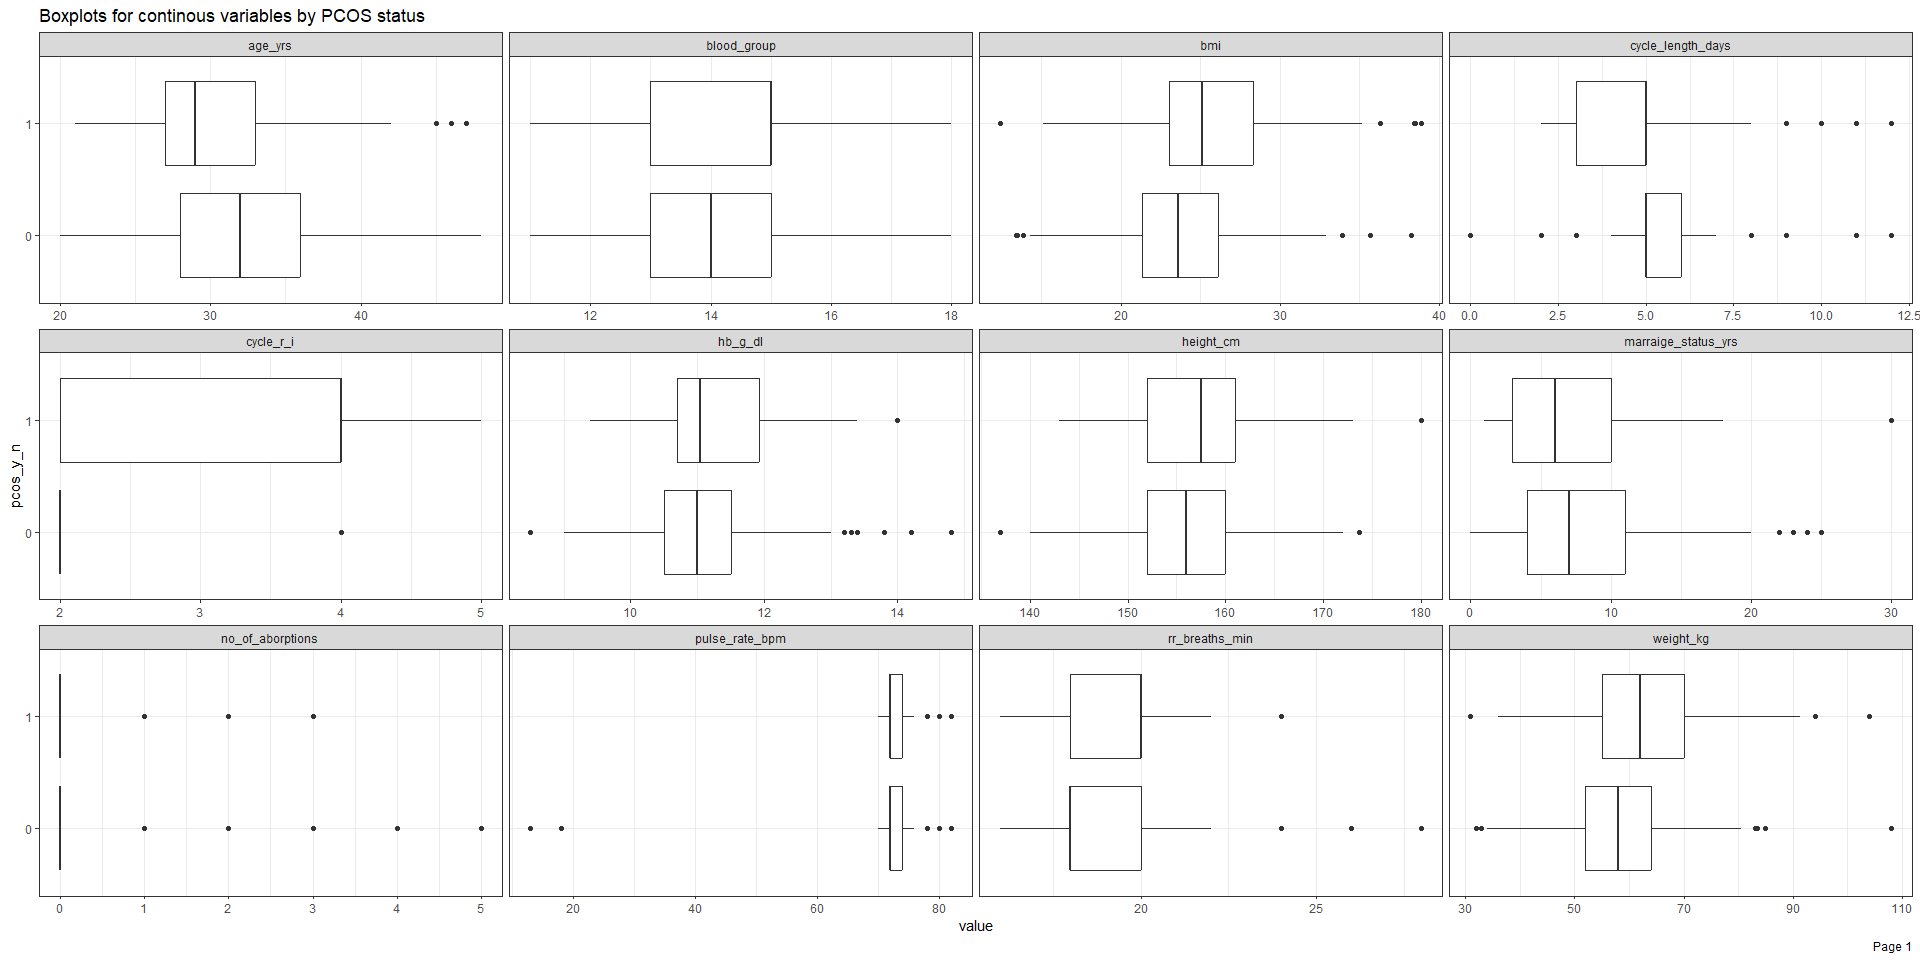 Boxplots for continous variables by PCOS status
age_yrs
blood_group
bmi
cycle_length_days
1
0
20 30 40
12 14 16 18
20 30 40
0.0 2.5 5.0 7.5 10.0 12.5
cycle_r_i
hb_g_dl
height_cm
marraige_status_yrs
pcos_y_n
1
0
2 3 4 5
10 12 14
140 150 160 170 180
0 10 20 30
no_of_aborptions
pulse_rate_bpm
rr_breaths_min
weight_kg
1
0
0 1 2 3 4 5
20 40 60 80
20 25
30 50 70 90 110
value
Page 1